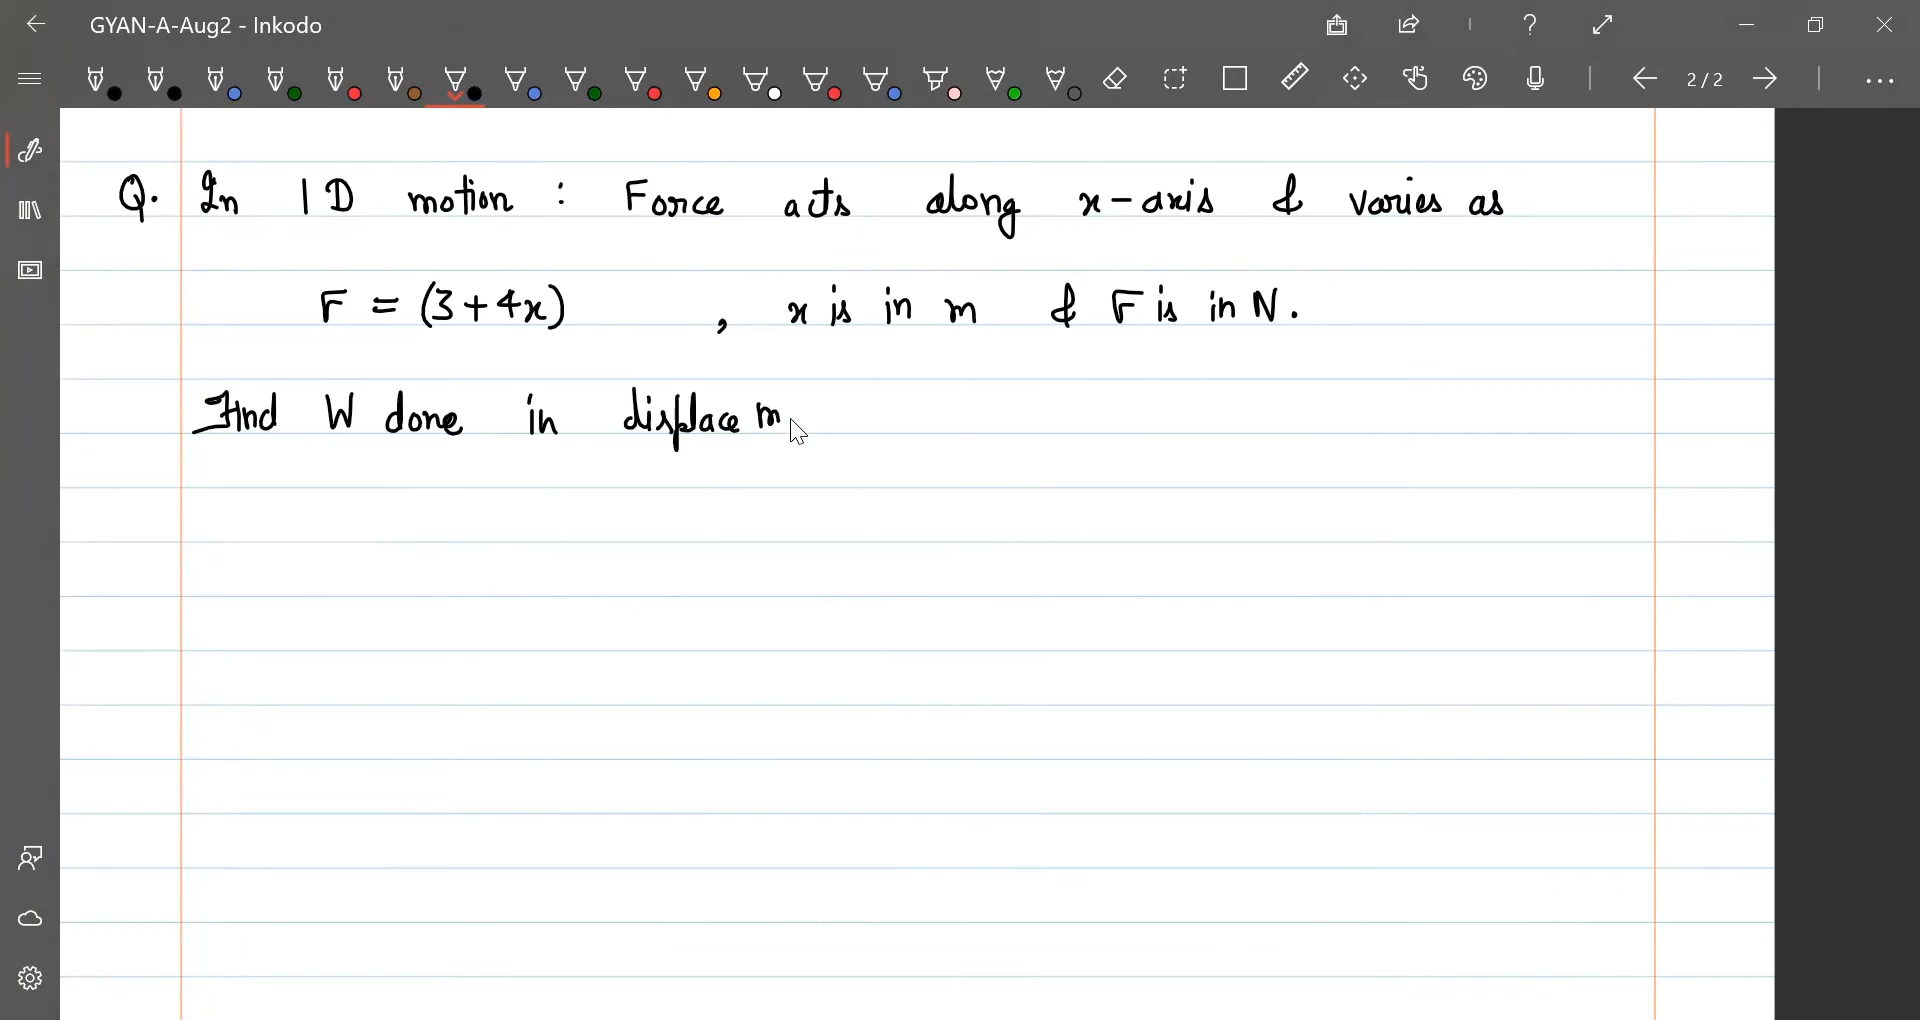 GYAN-A-Aug2 - Inkodo
2/2
Q. In 1D motion : Force acts along x-axis & varies as
F = (3+4x) , x is in m & F is in N.
Find W done in displacem